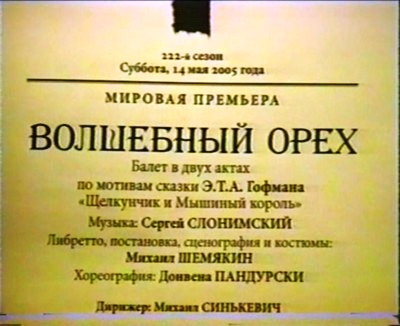 222-й сезон
Суббота, 14 мая 2005 года
МИРОВАЯ ПРЕМЬЕРА
ВОЛШЕБНЫЙ ОРЕХ
Балет в двух актах
по мотивам сказки Э.Т.А. Гофмана
«Щелкунчик и Мышиный король»
Музыка: Сергей СЛОНИМСКИЙ
Либретто, постановка, сценография и костюмы:
Михаил ШЕМЯКИН
Хореография: Донвена ПАНДУРСКИ
Дирижер: Михаил СИНЬКЕВИЧ